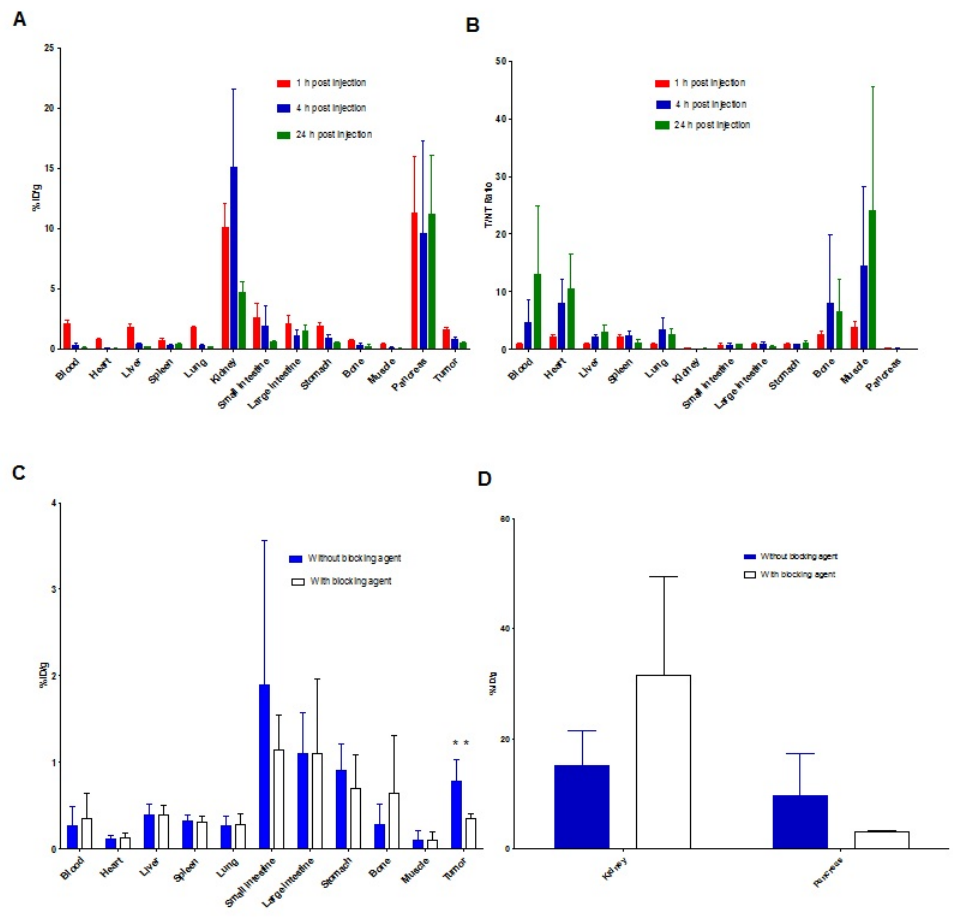 A
25
20
15
10
5
0
%ID/g
1 h post injection
4 h post injection
24 h post injection
Blood
Heart
Liver
Spleen
Lung
Kidney
Small intestine
Large intestine
Stomach
Bone
Muscle
Pancreas
Tumor
B
50
40
30
20
10
0
T/NT Ratio
1 h post injection
4 h post injection
24 h post injection
Blood
Heart
Liver
Spleen
Lung
Kidney
Small intestine
Large intestine
Stomach
Bone
Muscle
Pancreas
C
4
3
2
1
0
%ID/g
Without blocking agent
With blocking agent
* *
Blood
Heart
Liver
Spleen
Lung
Small intestine
Large intestine
Stomach
Bone
Muscle
Tumor
D
60
40
20
0
%ID/g
Without blocking agent
With blocking agent
Kidney
Pancreas